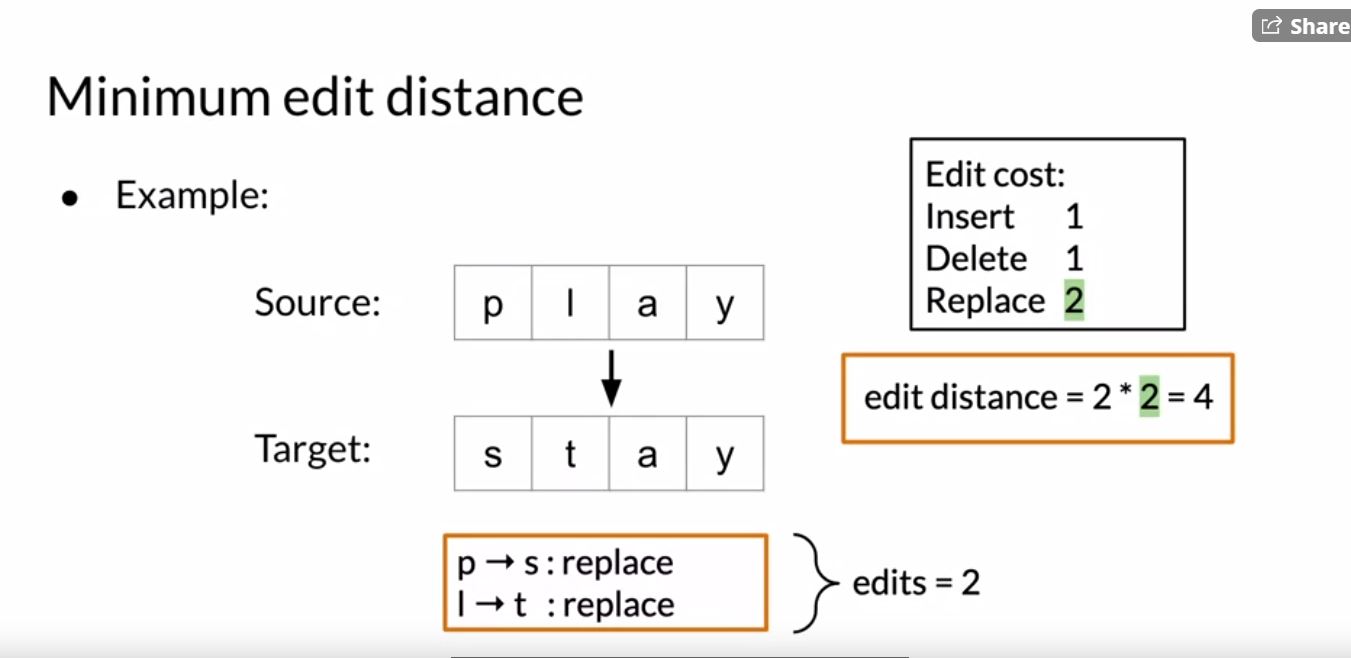 Share
Minimum edit distance
● Example:
Edit cost:
Insert 1
Delete 1
Replace 2
Source: p l a y
edit distance = 2 * 2 = 4
Target: s t a y
p → s : replace
l → t : replace
edits = 2